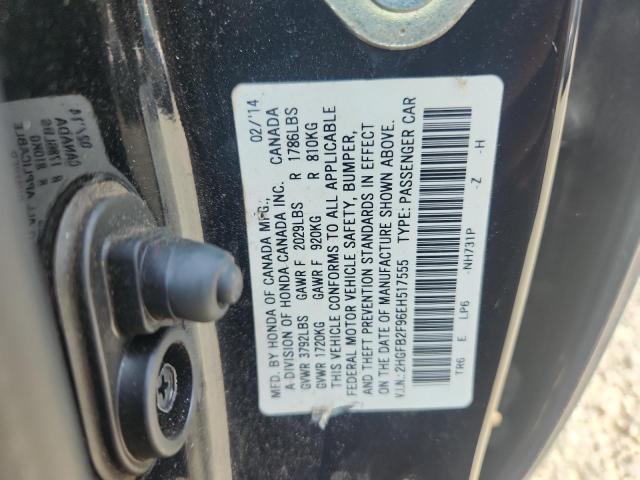 MFD. BY HONDA OF CANADA MFG., 02/'14
A DIVISION OF HONDA CANADA INC. CANADA
GVWR 3792LBS GAWR F 2029LBS R 1786LBS
GVWR 1720KG GAWR F 920KG R 810KG
THIS VEHICLE CONFORMS TO ALL APPLICABLE
FEDERAL MOTOR VEHICLE SAFETY, BUMPER,
AND THEFT PREVENTION STANDARDS IN EFFECT
ON THE DATE OF MANUFACTURE SHOWN ABOVE.
V.I.N.: 2HGFB2F96EH517555 TYPE: PASSENGER CAR
TR6 E LP6 -NH731P -Z -H